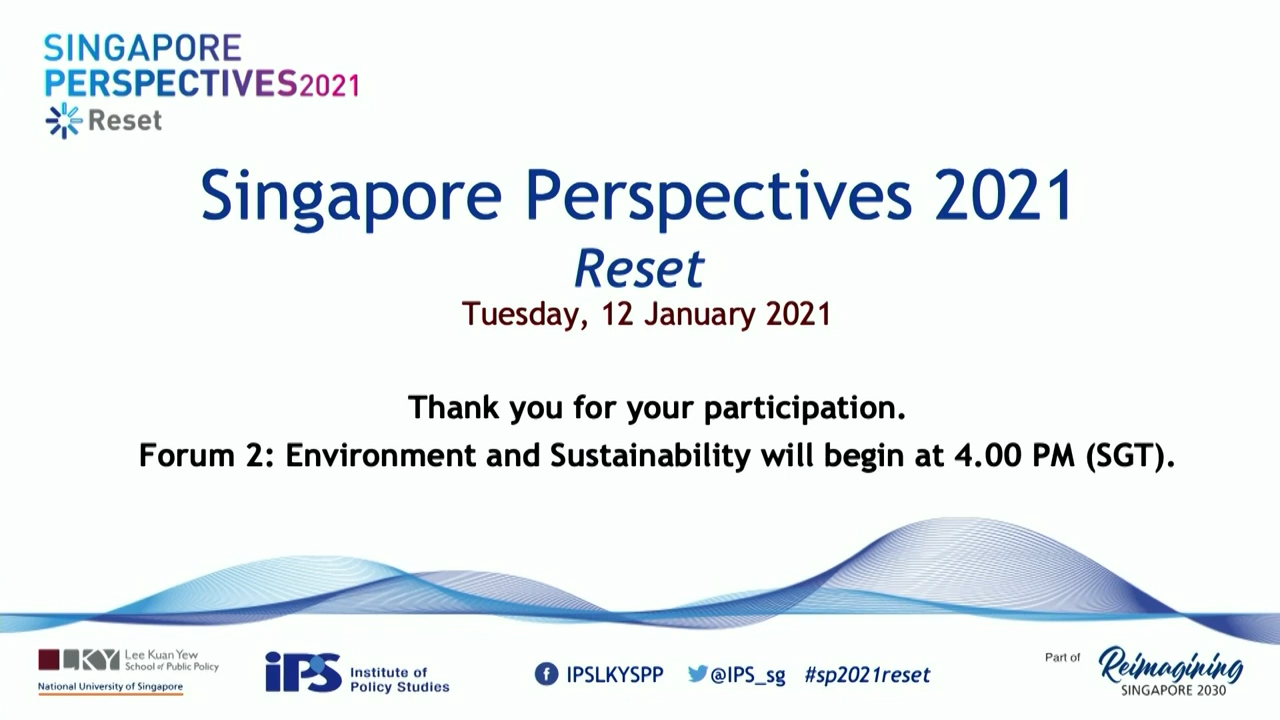 SINGAPORE
PERSPECTIVES2021
Reset
Singapore Perspectives 2021
Reset
Tuesday, 12 January 2021
Thank you for your participation.
Forum 2: Environment and Sustainability will begin at 4.00 PM (SGT).
LKY Lee Kuan Yew
School of Public Policy
National University of Singapore
iPS Institute of
Policy Studies
f IPSLKYSPP @IPS_sg #sp2021reset
Part of Reimagining
SINGAPORE 2030